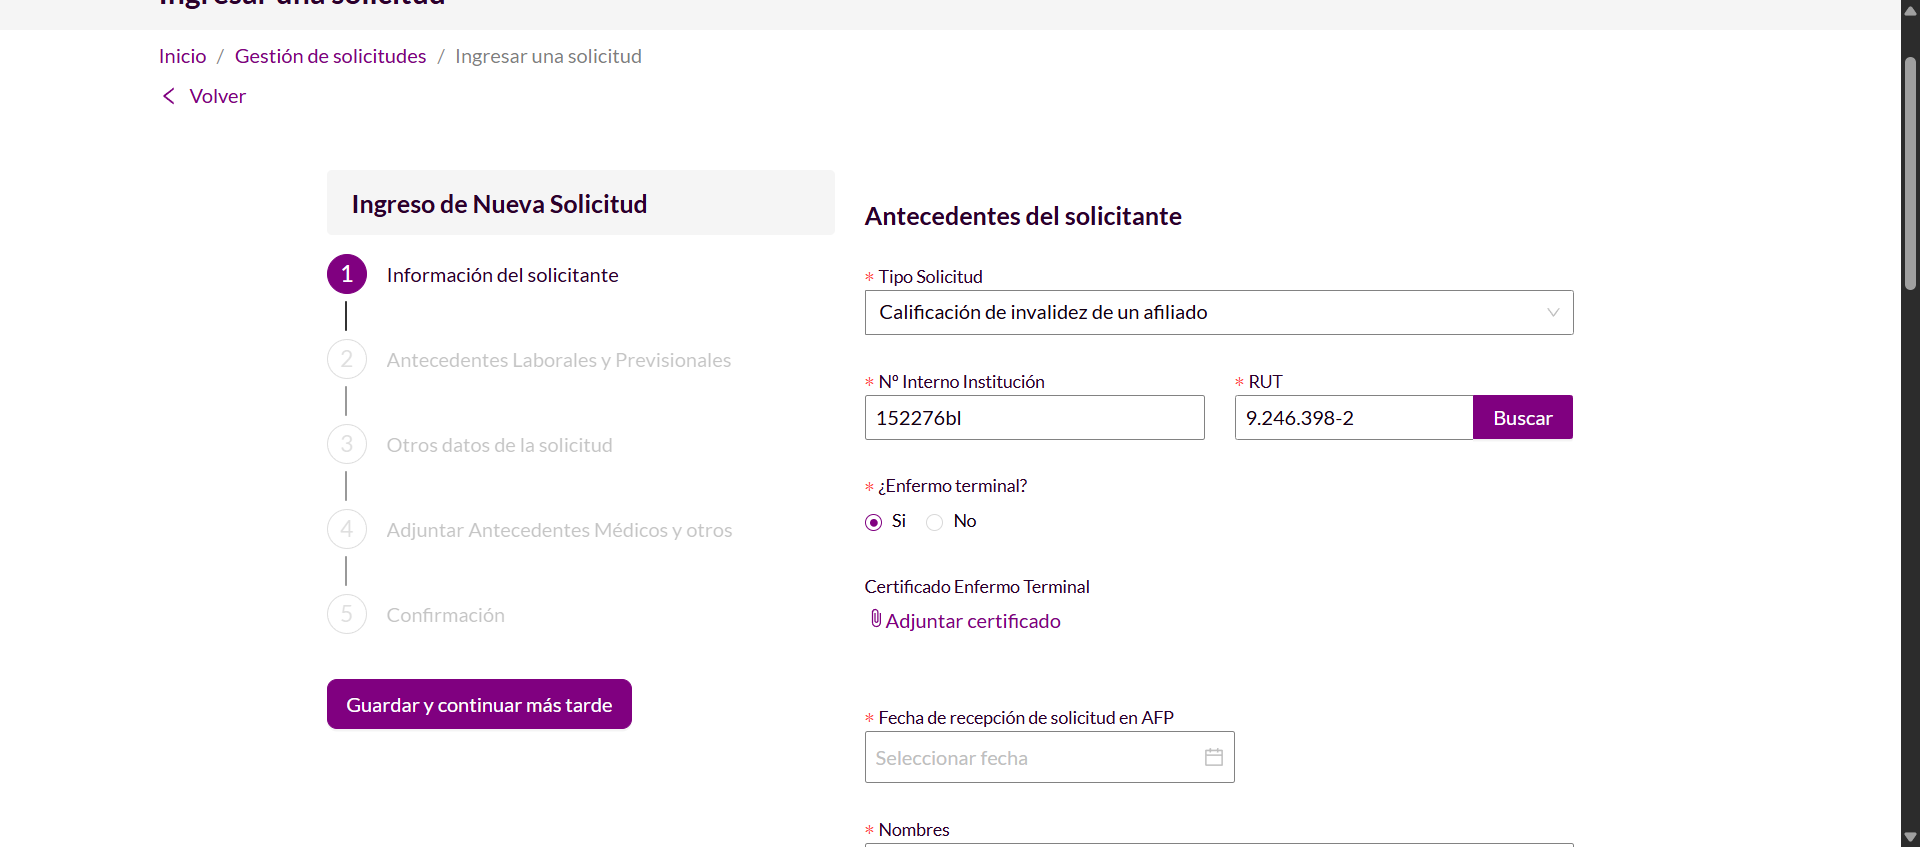 Ingresar una solicitud
Inicio / Gestión de solicitudes / Ingresar una solicitud
Volver
Ingreso de Nueva Solicitud
1 Información del solicitante
2 Antecedentes Laborales y Previsionales
3 Otros datos de la solicitud
4 Adjuntar Antecedentes Médicos y otros
5 Confirmación
Guardar y continuar más tarde
Antecedentes del solicitante
* Tipo Solicitud
Calificación de invalidez de un afiliado
* Nº Interno Institución
152276bl
* RUT
9.246.398-2
Buscar
* ¿Enfermo terminal?
Si No
Certificado Enfermo Terminal
Adjuntar certificado
* Fecha de recepción de solicitud en AFP
Seleccionar fecha
* Nombres